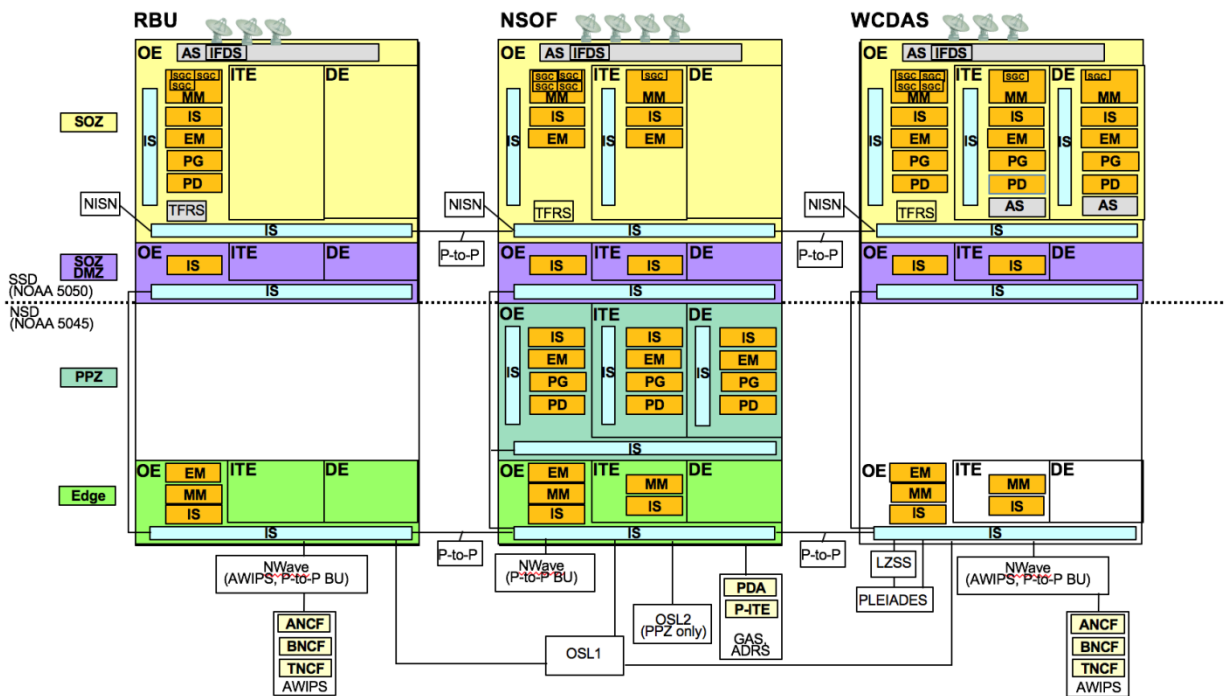 RBU
NSOF
WCDAS
OE
AS IFDS
OE
AS IFDS
OE
AS IFDS
SGC SGC
SGC
MM
IS
EM
PG
PD
IS
TFRS
ITE
DE
SGC SGC
SGC SGC
MM
IS
EM
IS
TFRS
ITE
SGC
MM
IS
EM
DE
SGC SGC
SGC SGC
MM
IS
EM
PG
PD
IS
TFRS
ITE
SGC
MM
IS
EM
PG
PD
AS
IS
DE
SGC
MM
IS
EM
PG
PD
AS
IS
SOZ
NISN
NISN
NISN
IS
IS
IS
P-to-P
P-to-P
SOZ
DMZ
OE
IS
ITE
DE
OE
IS
ITE
IS
DE
OE
IS
ITE
IS
DE
IS
IS
IS
SSD
(NOAA 5050)
NSD
(NOAA 5045)
PPZ
OE
IS
IS
EM
PG
PD
ITE
IS
IS
EM
PG
PD
DE
IS
IS
EM
PG
PD
IS
Edge
OE
EM
MM
IS
ITE
DE
OE
EM
MM
IS
ITE
MM
IS
DE
OE
EM
MM
IS
ITE
MM
IS
DE
IS
IS
IS
P-to-P
P-to-P
NWave
(AWIPS, P-to-P BU)
NWave
(P-to-P BU)
LZSS
PLEIADES
NWave
(AWIPS, P-to-P BU)
ANCF
BNCF
TNCF
AWIPS
OSL1
OSL2
(PPZ only)
PDA
P-ITE
GAS,
ADRS
ANCF
BNCF
TNCF
AWIPS